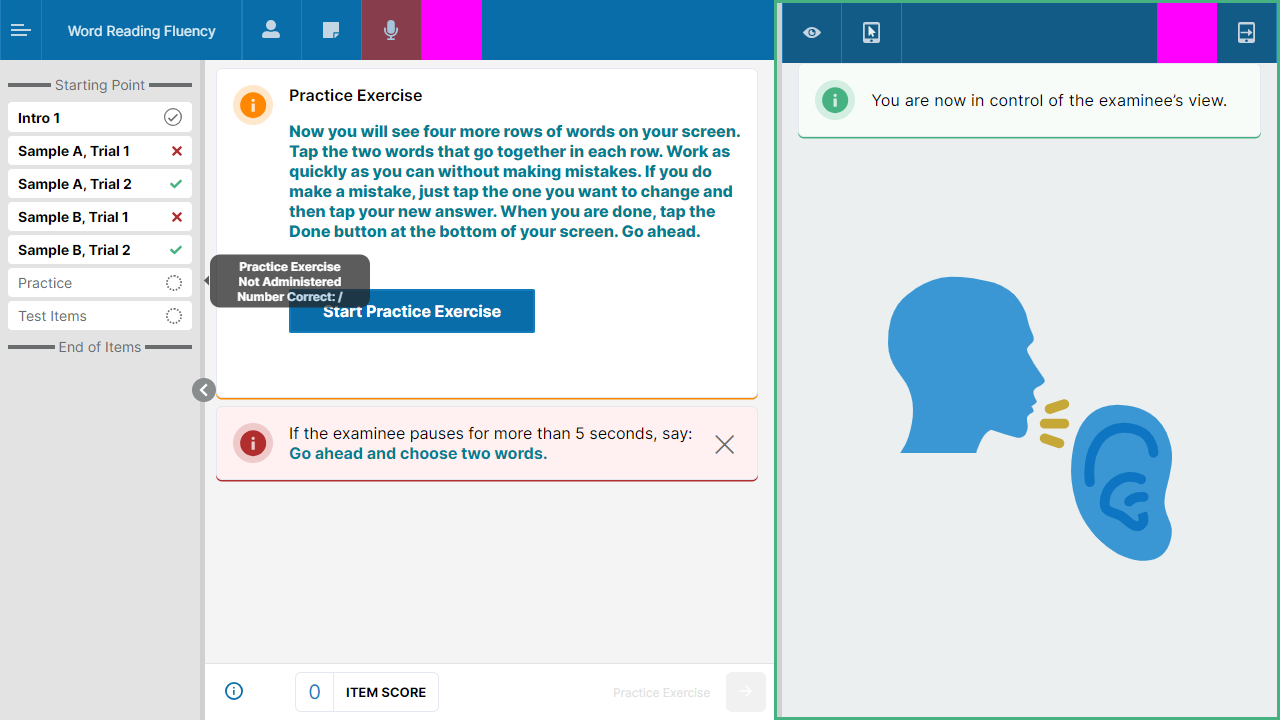 Word Reading Fluency
Starting Point
Intro 1
Sample A, Trial 1
Sample A, Trial 2
Sample B, Trial 1
Sample B, Trial 2
Practice
Test Items
End of Items
Practice Exercise
Now you will see four more rows of words on your screen.
Tap the two words that go together in each row. Work as
quickly as you can without making mistakes. If you do
make a mistake, just tap the one you want to change and
then tap your new answer. When you are done, tap the
Done button at the bottom of your screen. Go ahead.
Practice Exercise
Not Administered
Number Correct: /
Start Practice Exercise
If the examinee pauses for more than 5 seconds, say:
Go ahead and choose two words.
0 ITEM SCORE
Practice Exercise
You are now in control of the examinee’s view.